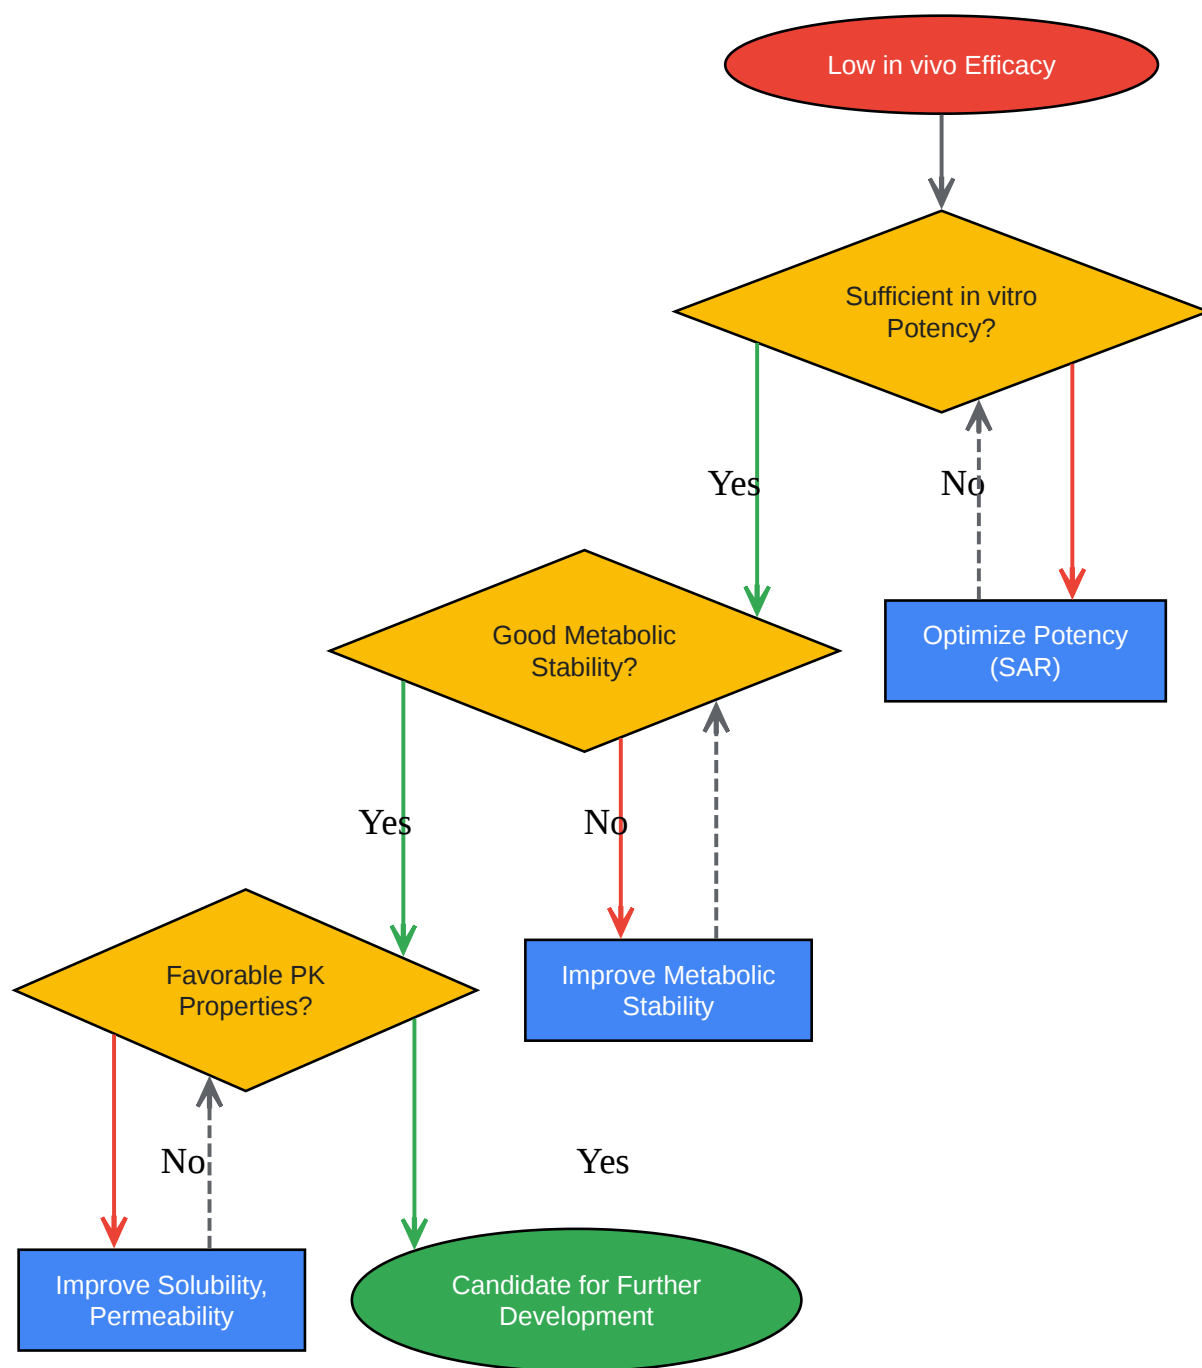 Low in vivo Efficacy
Sufficient in vitro
Potency?
Yes
No
Optimize Potency
(SAR)
Good Metabolic
Stability?
Yes
No
Improve Metabolic
Stability
Favorable PK
Properties?
No
Yes
Improve Solubility,
Permeability
Candidate for Further
Development